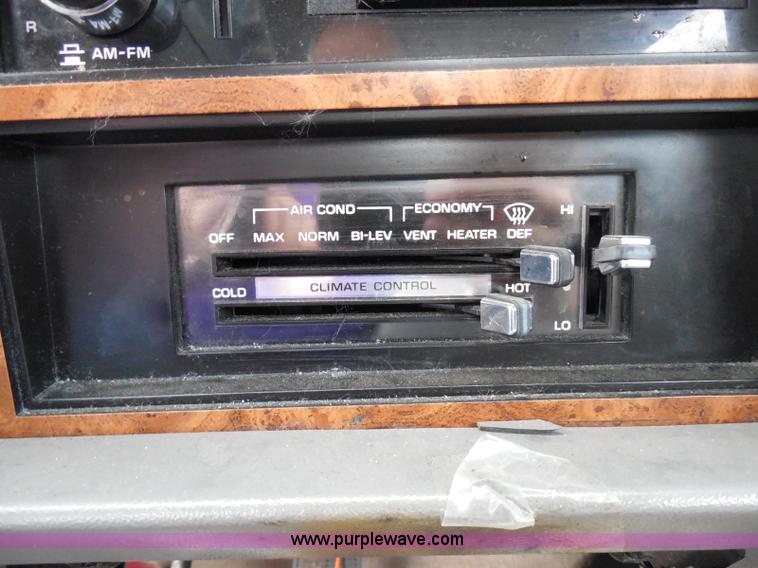 R
AM-FM
AIR COND ECONOMY HI
OFF MAX NORM BI-LEV VENT HEATER DEF
COLD CLIMATE CONTROL HOT
LO
www.purplewave.com